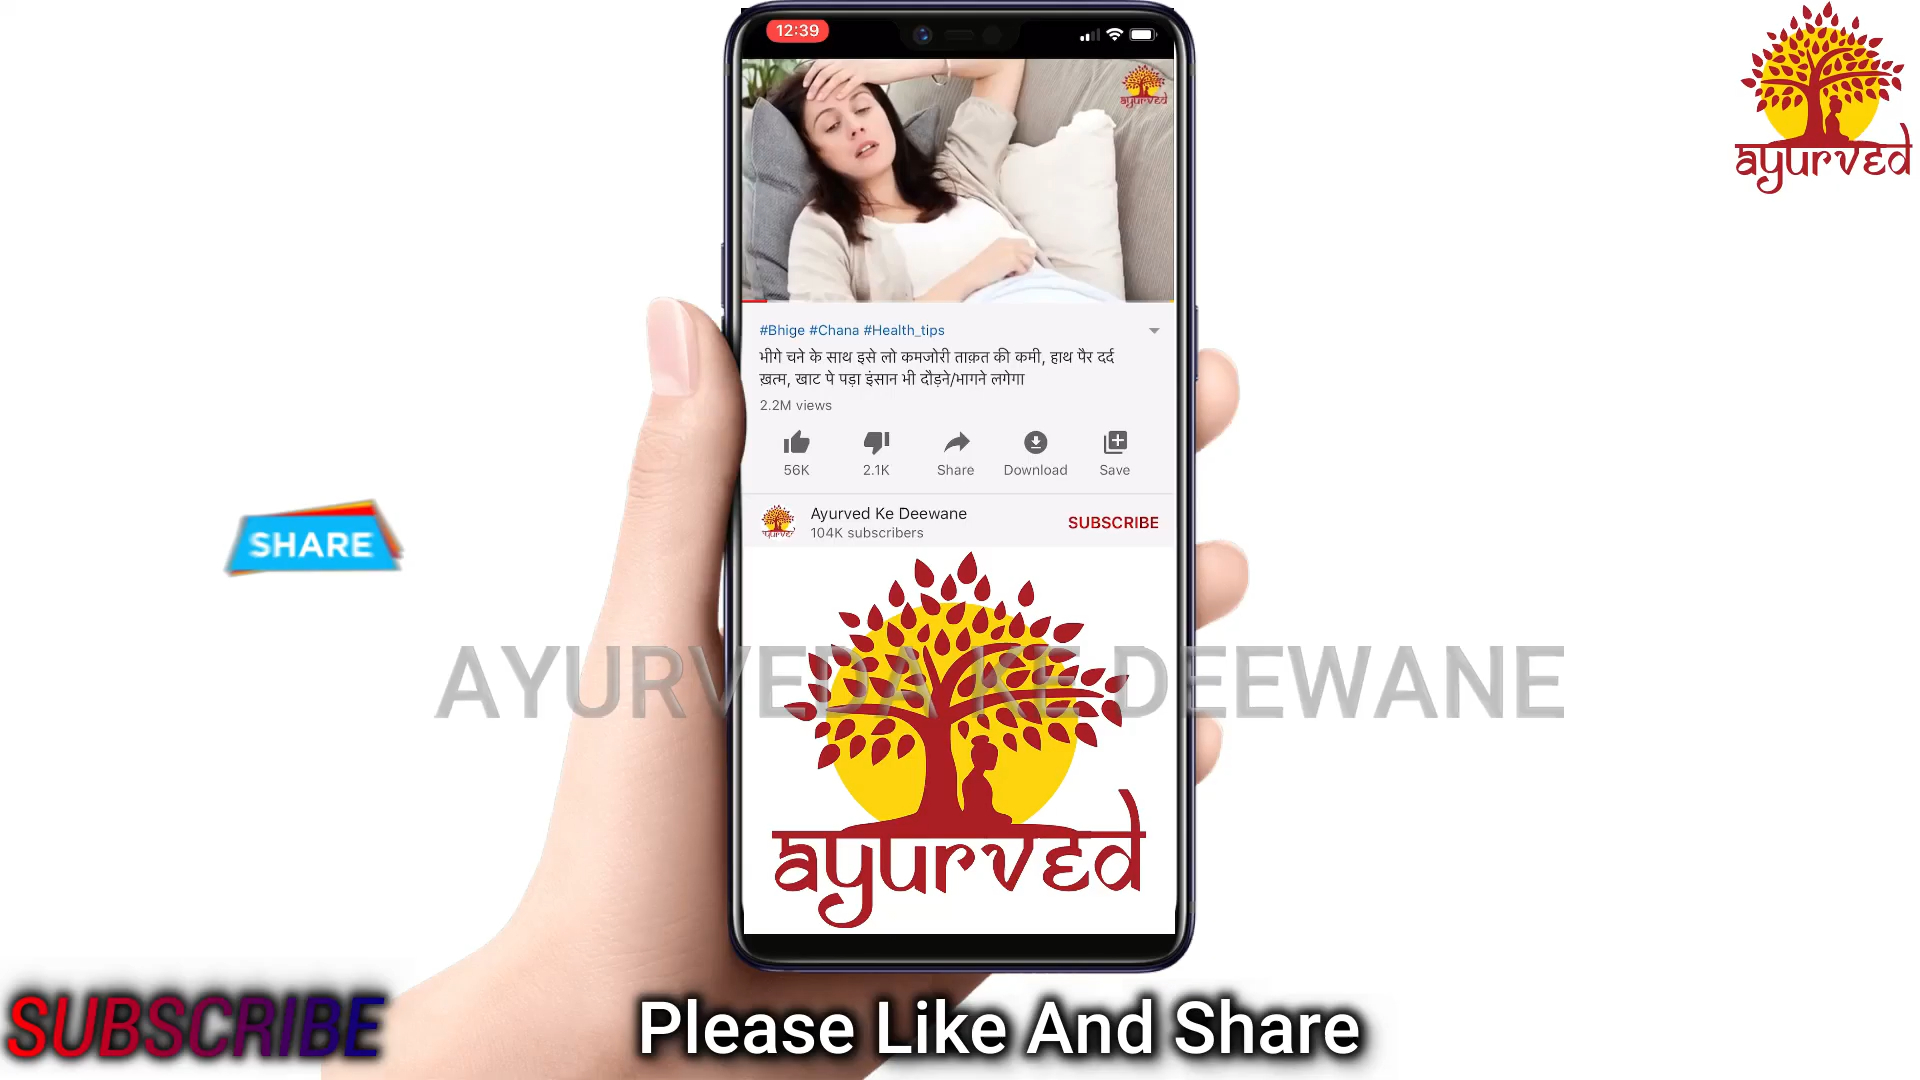 12:39
ayurved
ayurved
#Bhige #Chana #Health_tips
भीगे चने के साथ इसे लो कमजोरी ताक़त की कमी, हाथ पैर दर्द
ख़त्म, खाट पे पड़ा इंसान भी दौड़ने/भागने लगेगा
2.2M views
56K
2.1K
Share
Download
Save
Ayurved Ke Deewane
SUBSCRIBE
104K subscribers
SHARE
AYURVEDA KE DEEWANE
ayurved
SUBSCRIBE
Please Like And Share